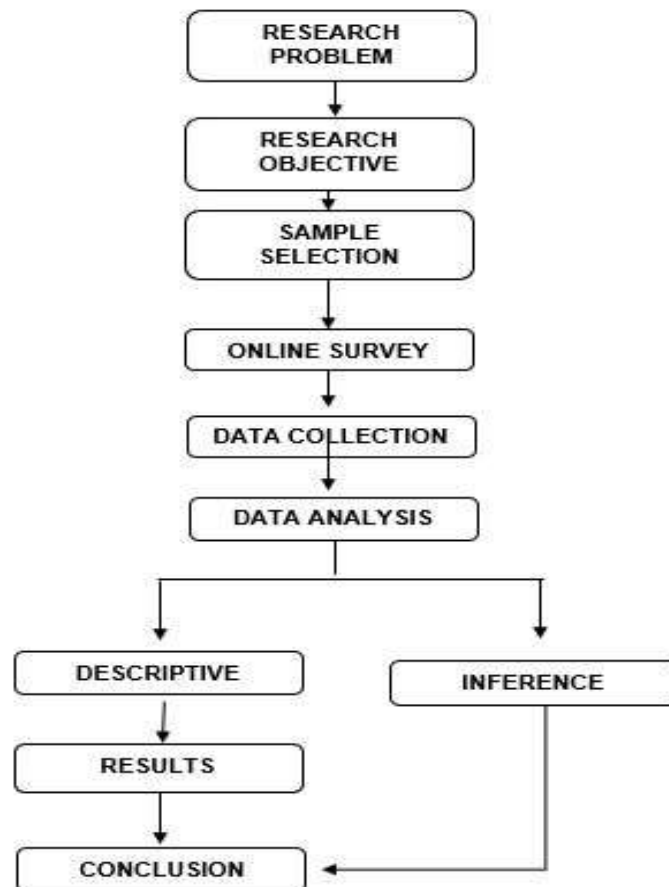 RESEARCH
PROBLEM
RESEARCH
OBJECTIVE
SAMPLE
SELECTION
ONLINE SURVEY
DATA COLLECTION
DATA ANALYSIS
DESCRIPTIVE
INFERENCE
RESULTS
CONCLUSION